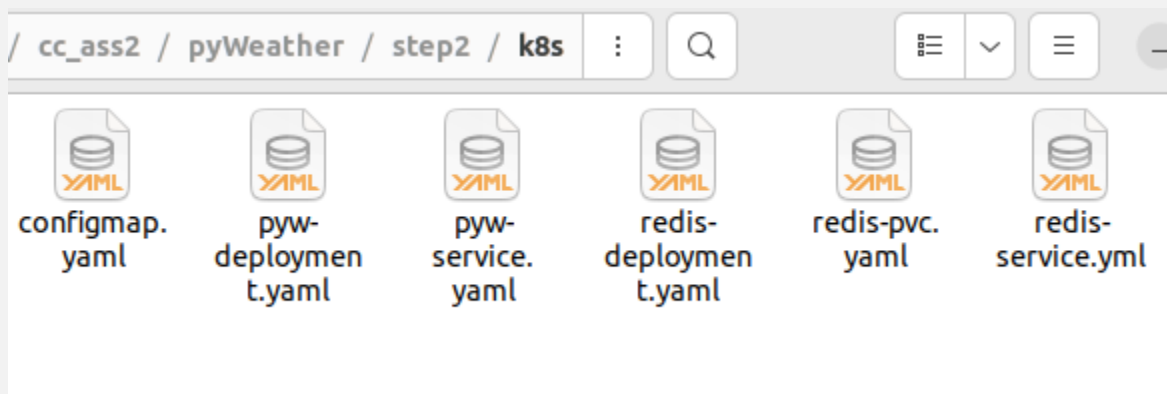 / cc_ass2 / pyWeather / step2 / k8s
YAML
YAML
YAML
YAML
YAML
YAML
configmap.
yaml
pyw-
deploymen
t.yaml
pyw-
service.
yaml
redis-
deploymen
t.yaml
redis-pvc.
yaml
redis-
service.yml